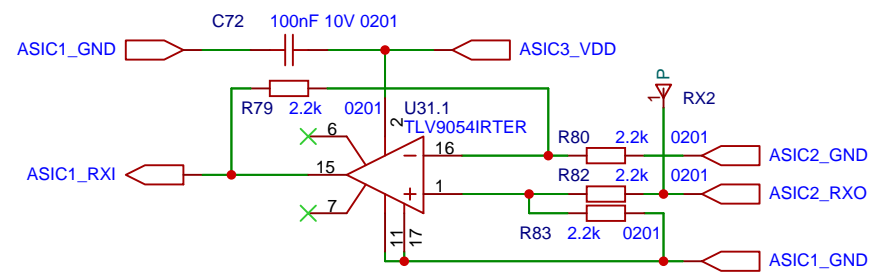 C72 100nF 10V 0201
ASIC1_GND
ASIC3_VDD
P
1
RX2
R79 2.2k 0201
U31.1
TLV9054IRTER
2
6
16
R80 2.2k 0201
ASIC2_GND
15
ASIC1_RXI
R82 2.2k 0201
1
ASIC2_RXO
7
R83 2.2k 0201
11
17
ASIC1_GND